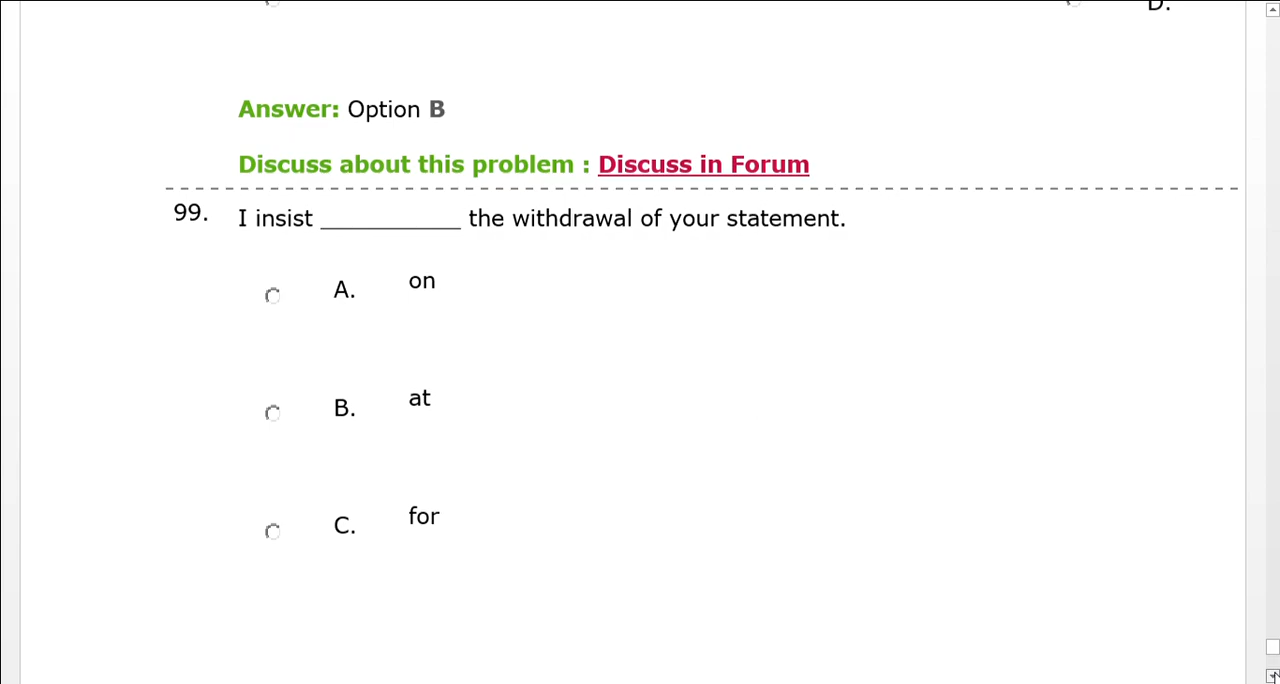 D.
Answer: Option B
Discuss about this problem : Discuss in Forum
99. I insist ____________ the withdrawal of your statement.
A. on
B. at
C. for